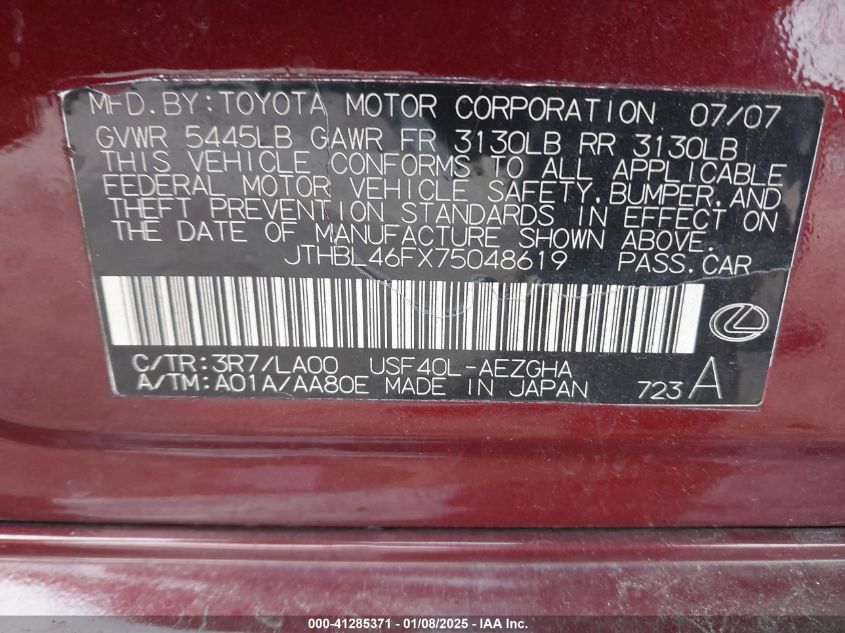 MFD.BY:TOYOTA MOTOR CORPORATION 07/07
GVWR 5445LB GAWR FR 3130LB RR 3130LB
THIS VEHICLE CONFORMS TO ALL APPLICABLE
FEDERAL MOTOR VEHICLE SAFETY,BUMPER,AND
THEFT PREVENTION STANDARDS IN EFFECT ON
THE DATE OF MANUFACTURE SHOWN ABOVE.
JTHBL46FX75048619 PASS.CAR
C/TR:3R7/LA00 USF40L-AEZGHA
A/TM:A01A/AA80E MADE IN JAPAN 723 A
000-41285371 - 01/08/2025 - IAAI - IAA, Inc.